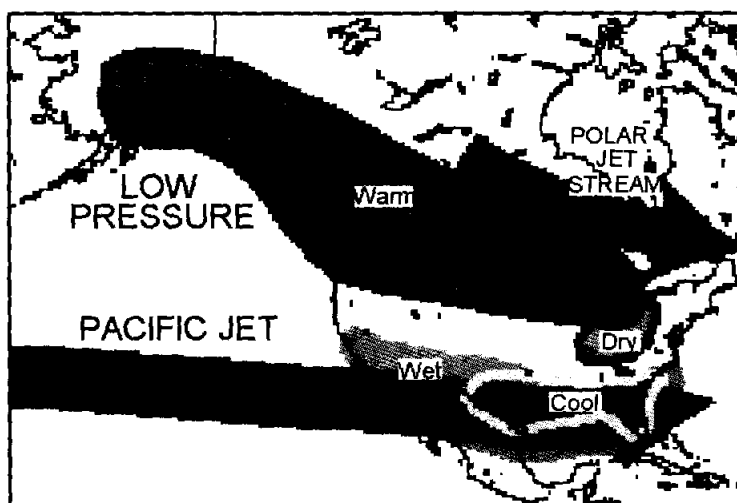 POLAR
JET
STREAM
LOW
PRESSURE
Warm
PACIFIC JET
Dry
Wet
Cool